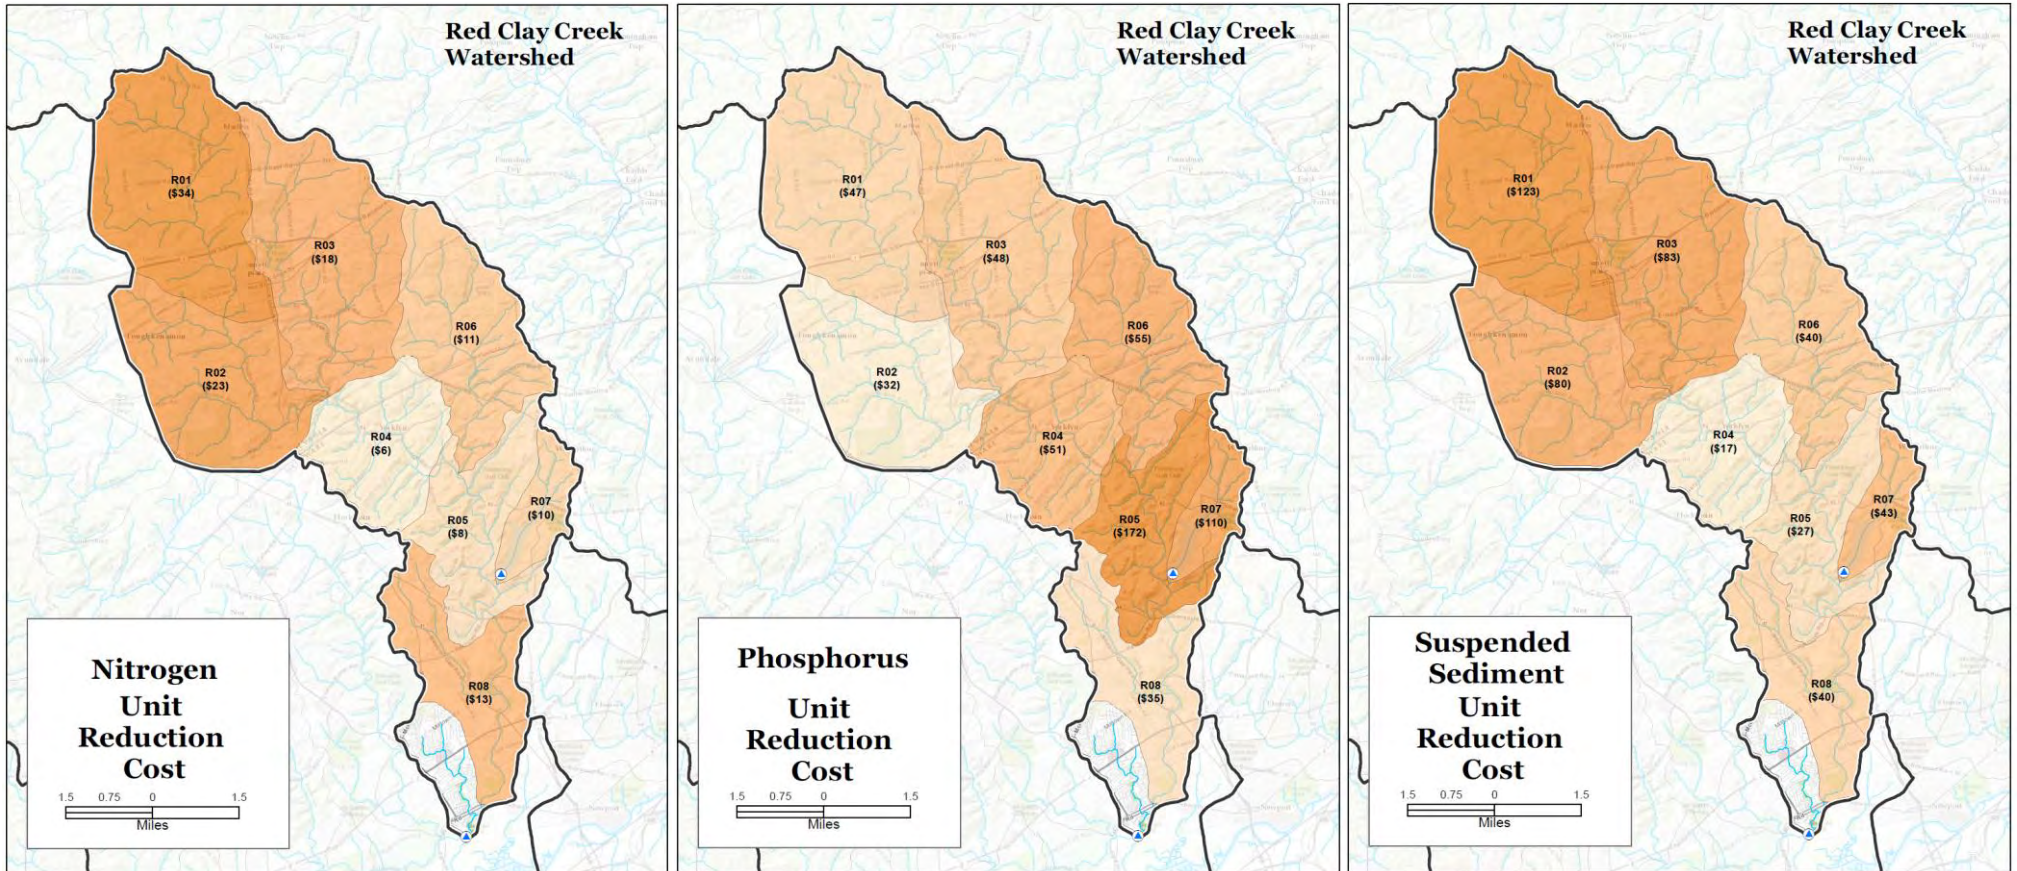 Red Clay Creek
Watershed
R01
($34)
R03
($18)
R06
($11)
R02
($23)
R04
($6)
R07
($10)
R05
($8)
R08
($13)
Nitrogen
Unit
Reduction
Cost
1.5 0.75 0 1.5
Miles
Red Clay Creek
Watershed
R01
($47)
R03
($48)
R06
($55)
R02
($32)
R04
($51)
R07
($110)
R05
($172)
R08
($35)
Phosphorus
Unit
Reduction
Cost
1.5 0.75 0 1.5
Miles
Red Clay Creek
Watershed
R01
($123)
R03
($83)
R06
($40)
R02
($80)
R04
($17)
R07
($43)
R05
($27)
R08
($40)
Suspended
Sediment
Unit
Reduction
Cost
1.5 0.75 0 1.5
Miles